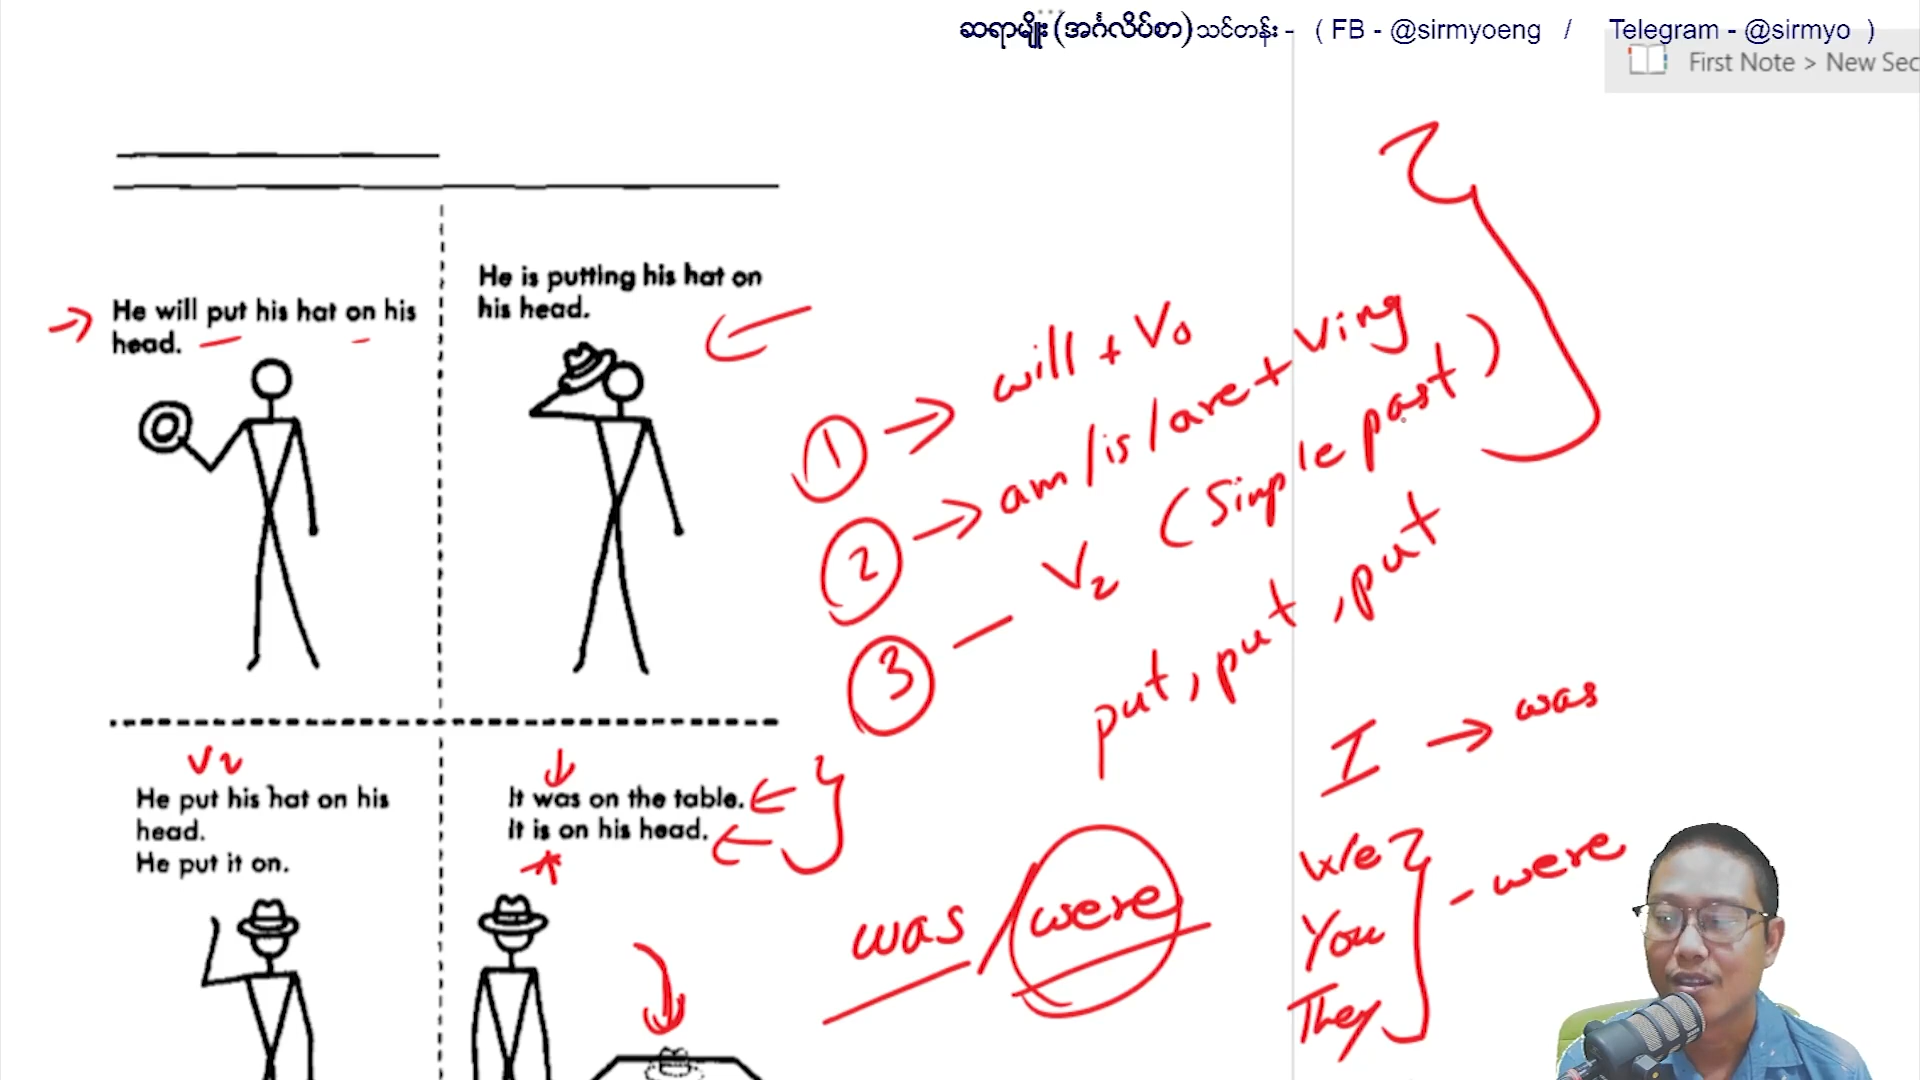 ဆရာမျိုး (အင်္ဂလိပ်စာ) သင်တန်း - ( FB - @sirmyoeng / Telegram - @sirmyo )
First Note > New Sec
He will put his hat on his
head.
He is putting his hat on
his head.
1 → will + V0
2 → am / is / are + Ving
3 — V2 (Simple past)
put, put, put
V2
He put his hat on his
head.
He put it on.
It was on the table.
It is on his head.
was / were
I → was
We
You
They
- were